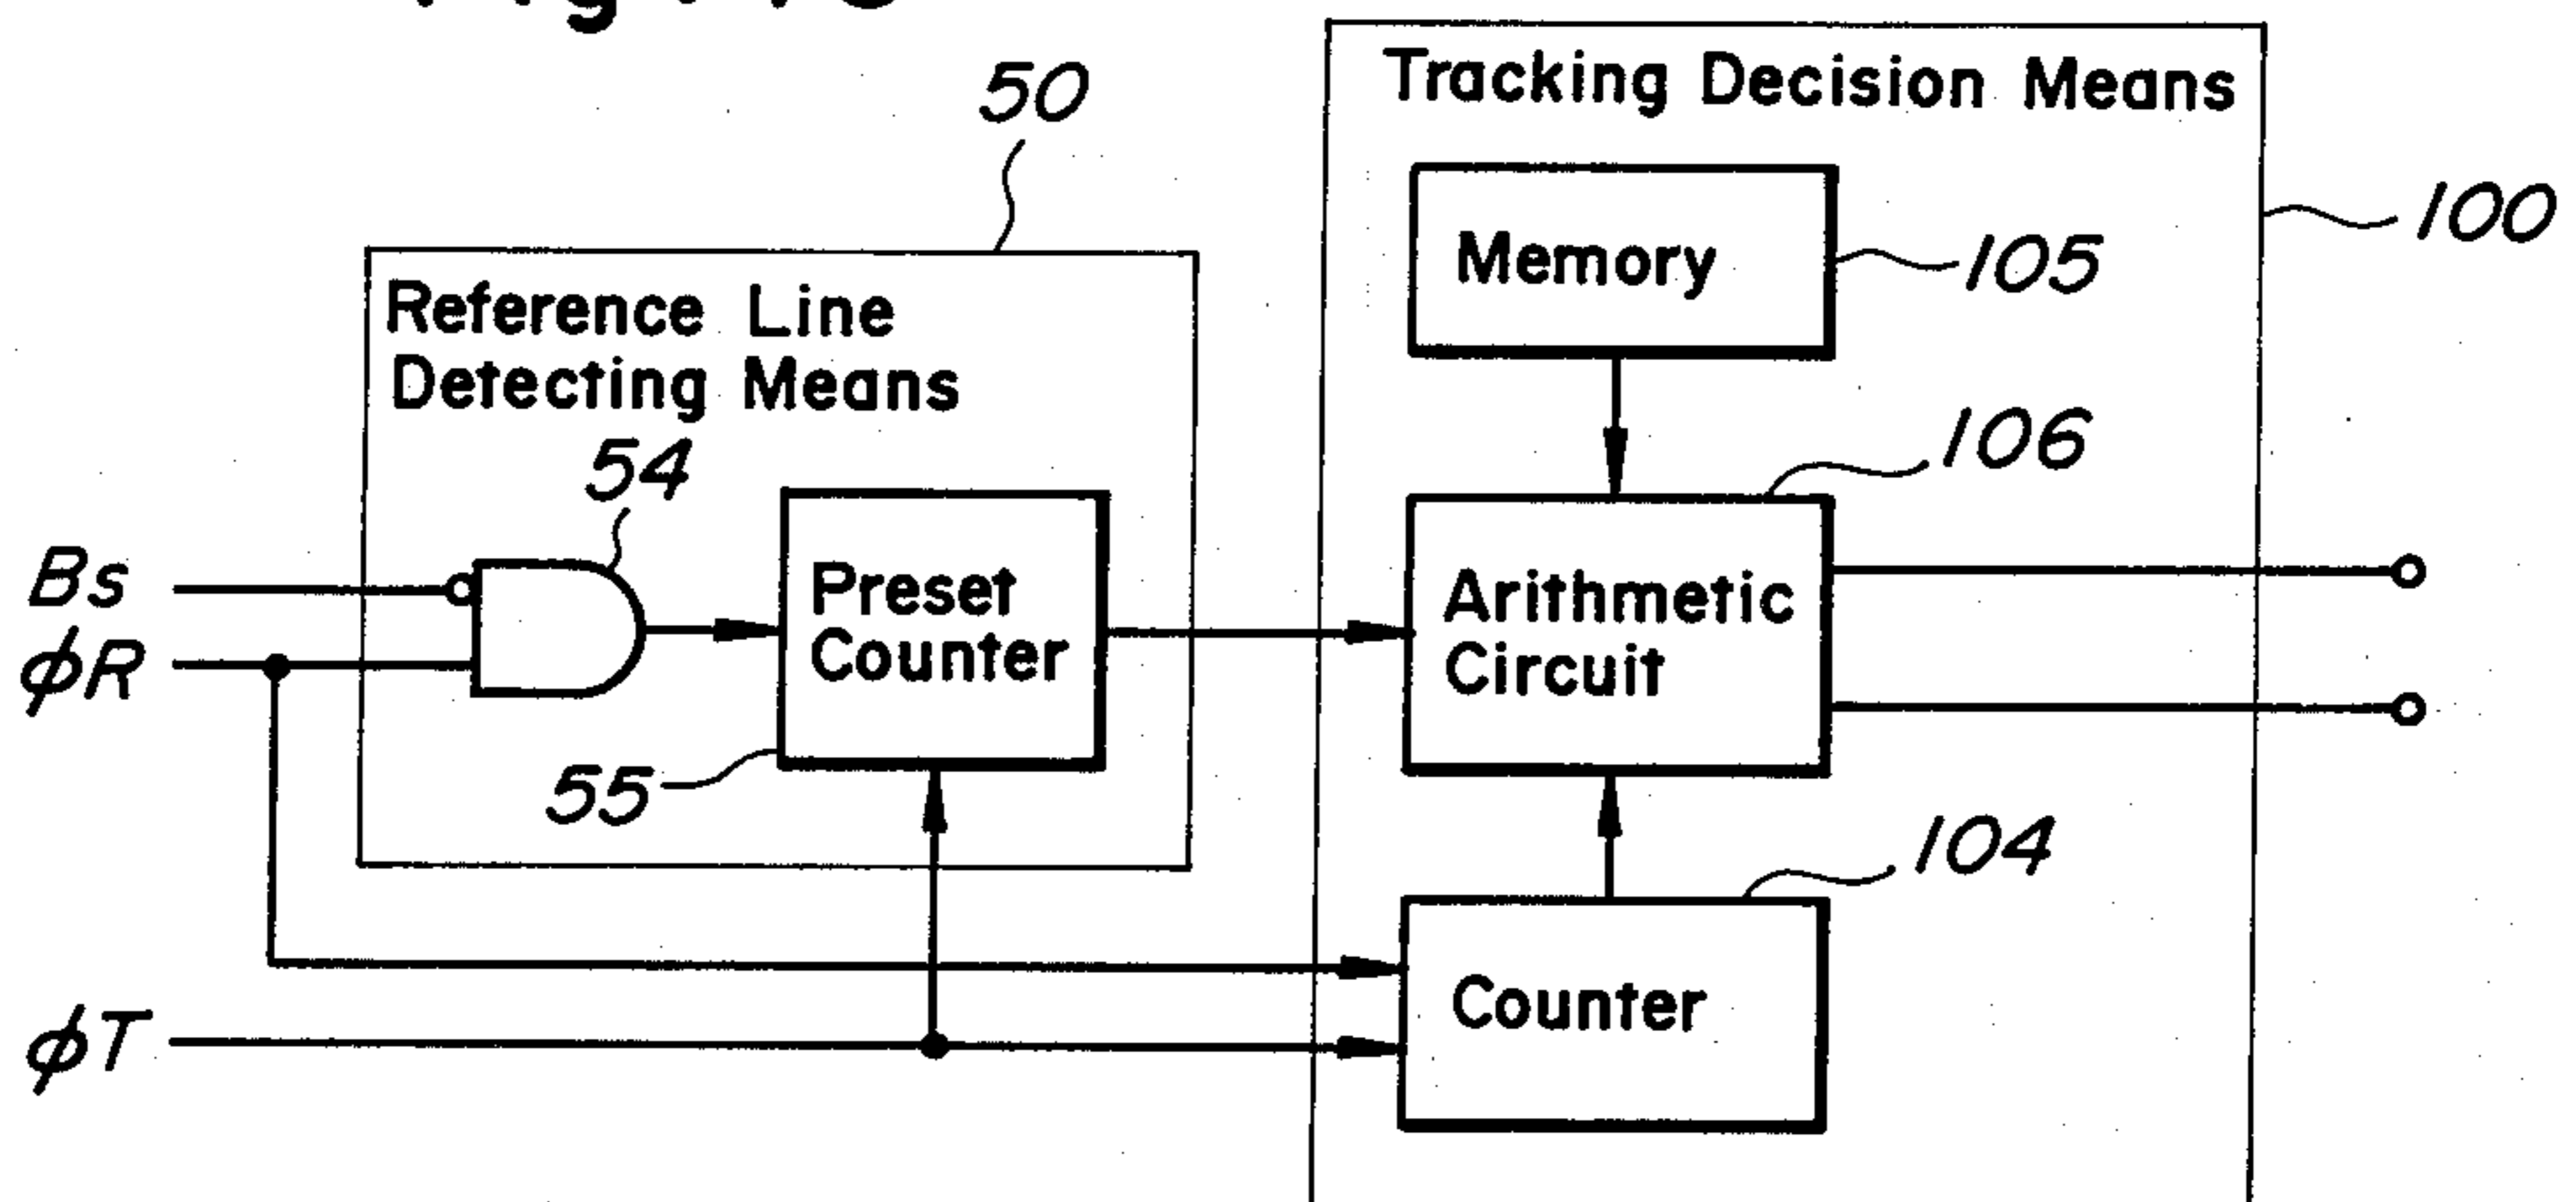 50
Tracking Decision Means
100
Memory
105
Reference Line
Detecting Means
106
54
Bs
Preset
Counter
Arithmetic
Circuit
φR
55
104
Counter
φT